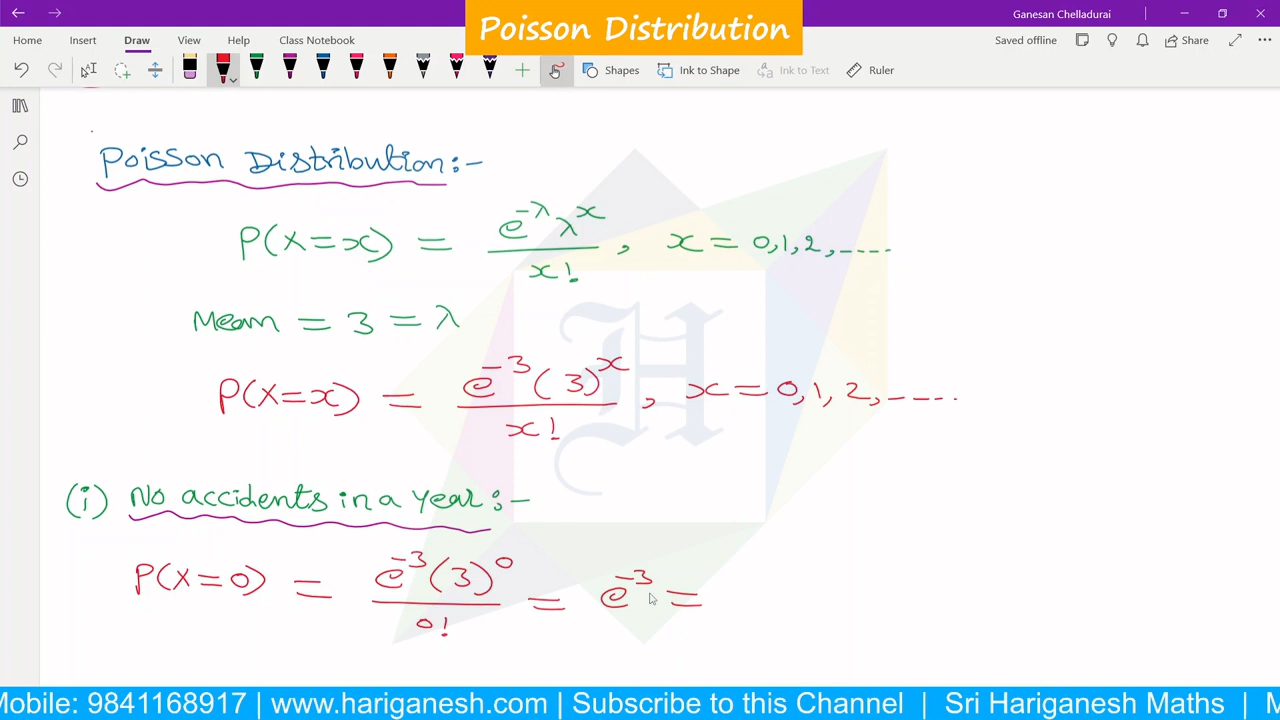 Poisson Distribution
Ganesan Chelladurai
Home Insert Draw View Help Class Notebook
Saved offline Share
Shapes Ink to Shape Ink to Text Ruler
Poisson Distribution:-
P(X=x) = e^{-λ} λ^x / x! , x = 0,1,2,----
Mean = 3 = λ
P(X=x) = e^{-3} (3)^x / x! , x = 0,1,2,----
(i) No accidents in a year:-
P(X=0) = e^{-3} (3)^0 / 0! = e^{-3} =
Mobile: 9841168917 | www.hariganesh.com | Subscribe to this Channel | Sri Hariganesh Maths | M